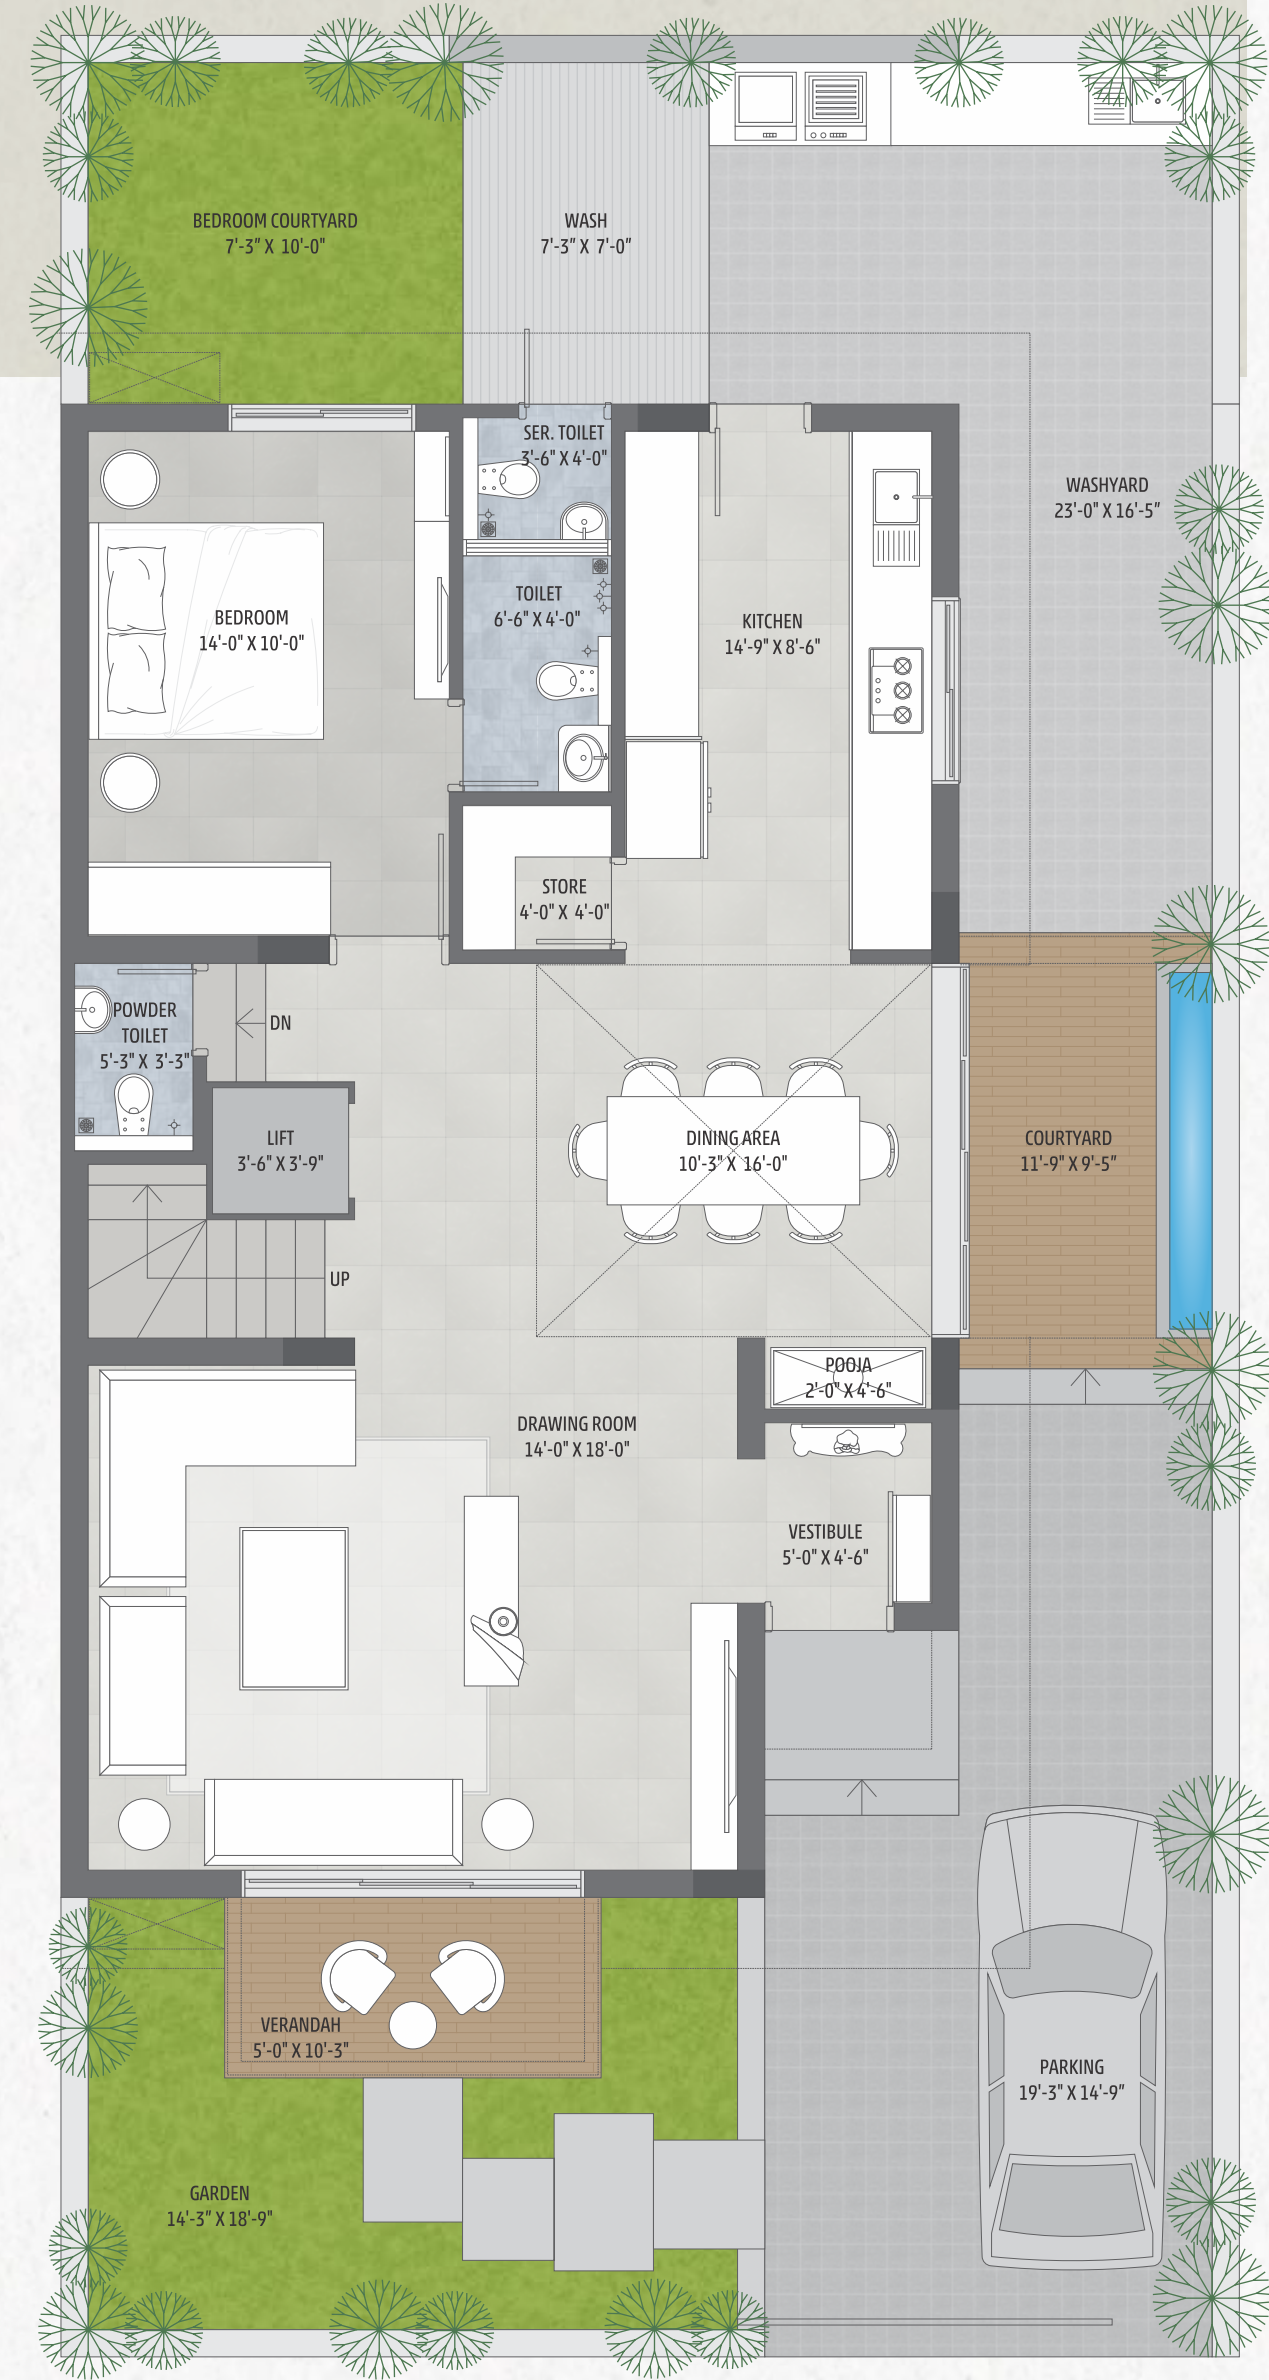 BEDROOM COURTYARD
7'-3" X 10'-0"
WASH
7'-3" X 7'-0"
SER. TOILET
3'-6" X 4'-0"
WASHYARD
23'-0" X 16'-5"
TOILET
6'-6" X 4'-0"
BEDROOM
14'-0" X 10'-0"
KITCHEN
14'-9" X 8'-6"
STORE
4'-0" X 4'-0"
POWDER
TOILET
5'-3" X 3'-3"
DN
LIFT
3'-6" X 3'-9"
DINING AREA
10'-3" X 16'-0"
COURTYARD
11'-9" X 9'-5"
UP
POOJA
2'-0" X 4'-6"
DRAWING ROOM
14'-0" X 18'-0"
VESTIBULE
5'-0" X 4'-6"
VERANDAH
5'-0" X 10'-3"
PARKING
19'-3" X 14'-9"
GARDEN
14'-3" X 18'-9"